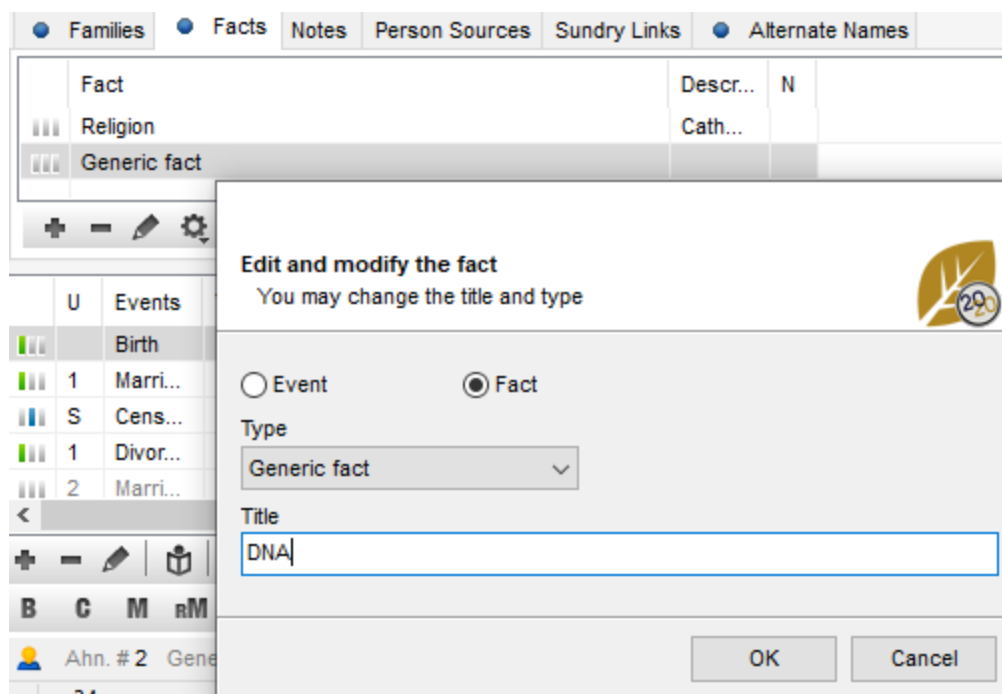 Families Facts Notes Person Sources Sundry Links Alternate Names
Fact Descr... N
Religion Cath...
Generic fact
Edit and modify the fact
You may change the title and type
2020
U Events
Birth
1 Marri...
S Cens...
1 Divor...
2 Marri...
Event Fact
Type
Generic fact
Title
DNA
B C M RM
Ahn. # 2 Gene
OK Cancel